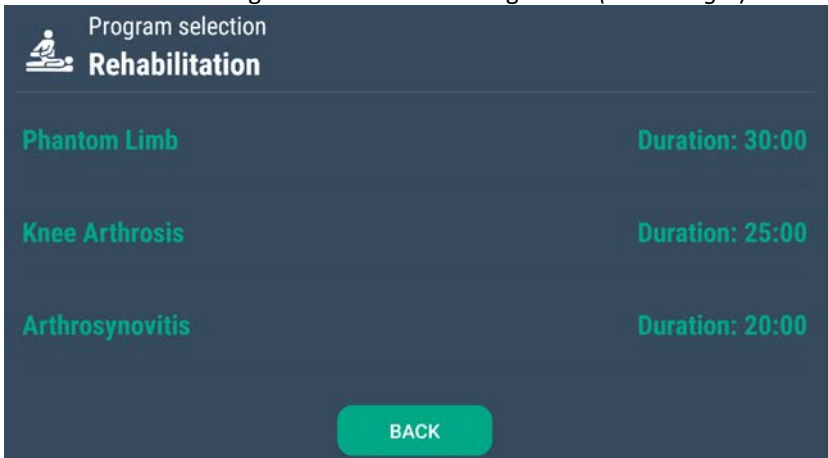 Program selection
Rehabilitation
Phantom Limb Duration: 30:00
Knee Arthrosis Duration: 25:00
Arthrosynovitis Duration: 20:00
BACK